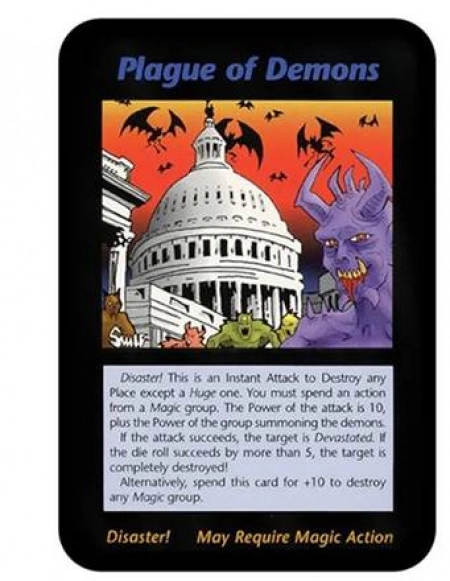 Plague of Demons
Disaster! This is an Instant Attack to Destroy any
Place except a Huge one. You must spend an action
from a Magic group. The Power of the attack is 10,
plus the Power of the group summoning the demons.
If the attack succeeds, the target is Devastated. If
the die roll succeeds by more than 5, the target is
completely destroyed!
Alternatively, spend this card for +10 to destroy
any Magic group.
Disaster! May Require Magic Action